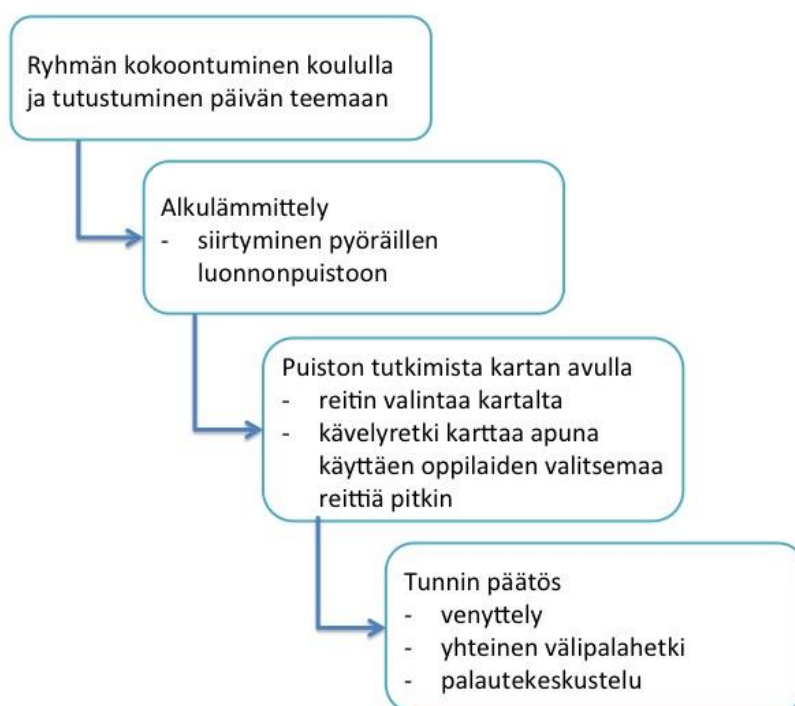 Ryhmän kokoontuminen koululla
ja tutustuminen päivän teemaan
Alkulämmittely
- siirtyminen pyöräillen
luonnonpuistoon
Puiston tutkimista kartan avulla
- reitin valintaa kartalta
- kävelyretki karttaa apuna
käyttäen oppilaiden valitsemaa
reittiä pitkin
Tunnin päätös
- venyttely
- yhteinen välipalahetki
- palautekeskustelu